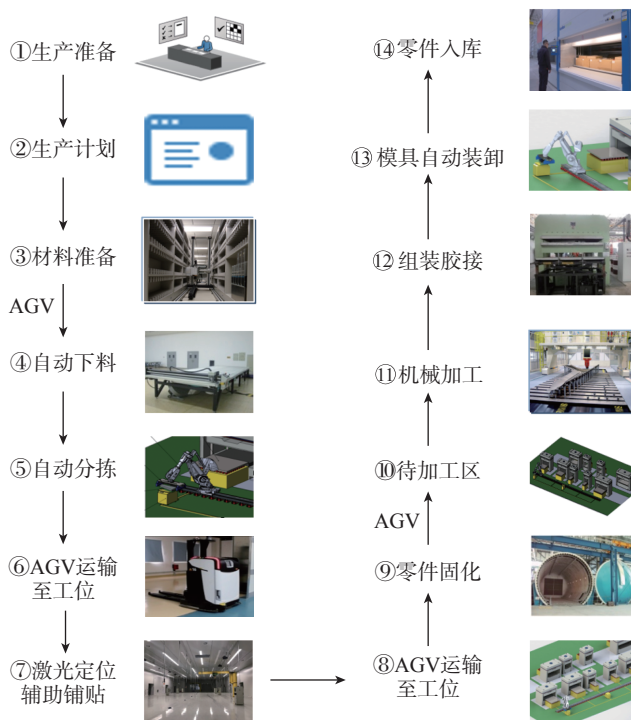 ①生产准备
②生产计划
③材料准备
AGV
④自动下料
⑤自动分拣
⑥AGV运输
至工位
⑦激光定位
辅助铺贴
⑧AGV运输
至工位
⑨零件固化
AGV
⑩待加工区
⑪机械加工
⑫组装胶接
⑬模具自动装卸
⑭零件入库